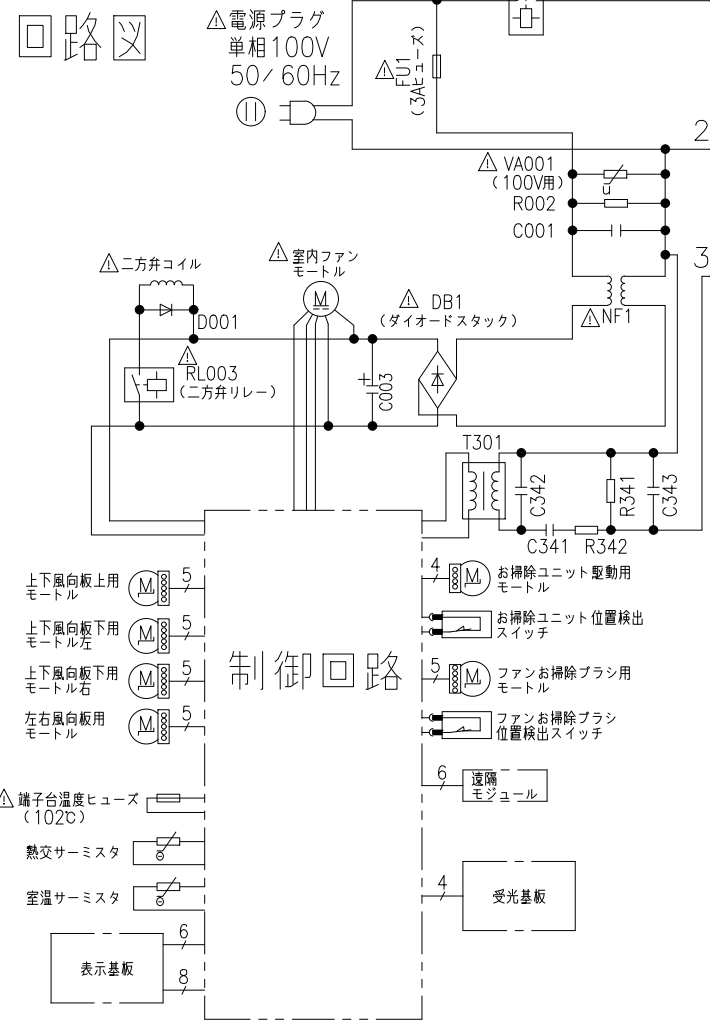 回路図
⚠電源プラグ
単相100V
50/60Hz
⚠FU1
(3Aヒューズ)
2
⚠VA001
(100V用)
u
R002
C001
3
⚠NF1
⚠二方弁コイル
D001
⚠
RL003
(二方弁リレー)
⚠室内ファン
モートル
M
⚠DB1
(ダイオードスタック)
+
C003
T301
C342
R341
C343
C341
R342
制御回路
上下風向板上用
モートル
M
5
上下風向板下用
モートル左
M
5
上下風向板下用
モートル右
M
5
左右風向板用
モートル
M
5
⚠端子台温度ヒューズ
(102℃)
熱交サーミスタ
室温サーミスタ
表示基板
6
8
4
M
お掃除ユニット駆動用
モートル
お掃除ユニット位置検出
スイッチ
5
M
ファンお掃除ブラシ用
モートル
ファンお掃除ブラシ
位置検出スイッチ
6
遠隔
モジュール
4
受光基板